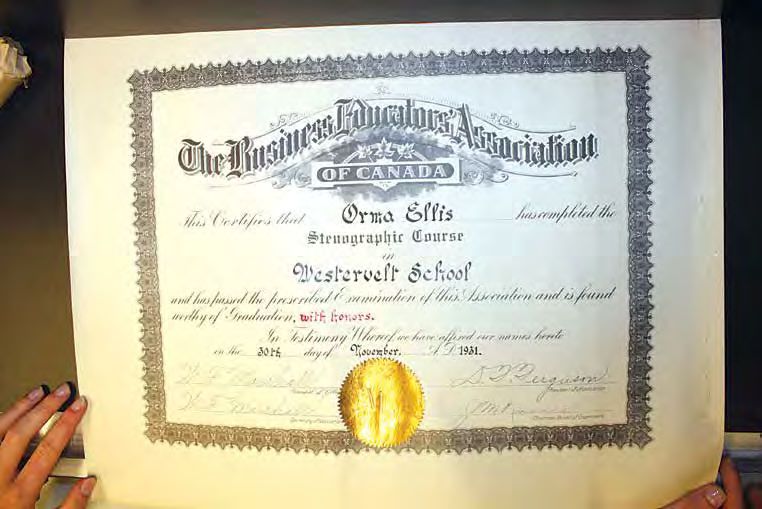 The Business Educators' Association
OF CANADA
This Certifies that Orma Ellis has completed the
Stenographic Course
in
Westervelt School
and has passed the prescribed Examination of this Association and is found
worthy of Graduation, with honors.
In Testimony Whereof, we have affixed our names hereto
on the 30th day of November, A.D. 1931.
D. F. Ferguson